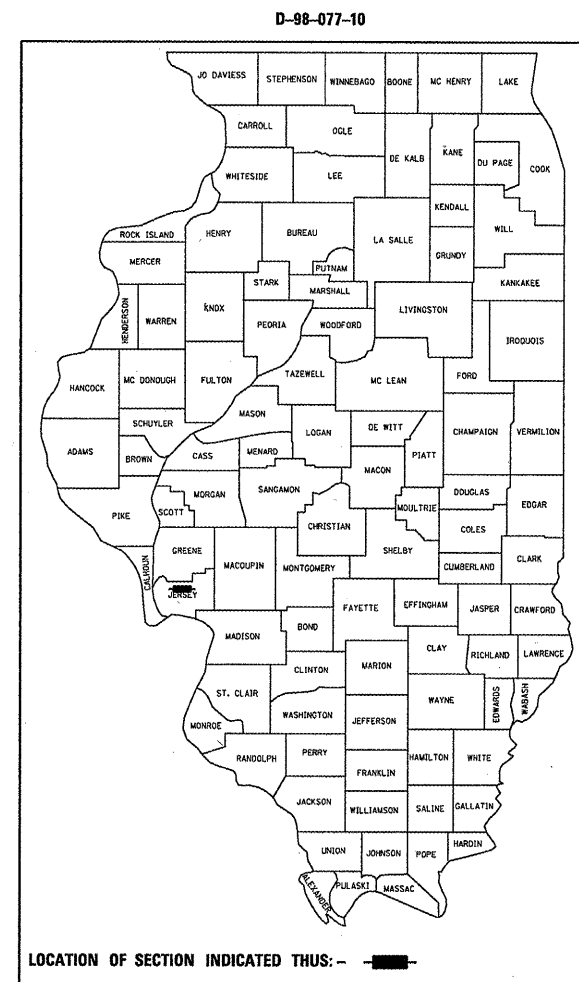 D-98-077-10
JO DAVIESS STEPHENSON WINNEBAGO BOONE MC HENRY LAKE
CARROLL OGLE
DE KALB KANE DU PAGE COOK
WHITESIDE LEE
KENDALL
ROCK ISLAND HENRY BUREAU LA SALLE WILL
GRUNDY
MERCER PUTNAM
STARK MARSHALL KANKAKEE
HENDERSON WARREN KNOX PEORIA WOODFORD LIVINGSTON
IROQUOIS
TAZEWELL FORD
HANCOCK MC DONOUGH FULTON MC LEAN
MASON
SCHUYLER LOGAN DE WITT CHAMPAIGN VERMILION
ADAMS BROWN CASS MENARD PIATT
MACON
MORGAN SANGAMON DOUGLAS
PIKE SCOTT MOULTRIE EDGAR
CHRISTIAN COLES
GREENE SHELBY CLARK
CALHOUN MACOUPIN MONTGOMERY CUMBERLAND
JERSEY FAYETTE EFFINGHAM JASPER CRAWFORD
MADISON BOND
CLAY RICHLAND LAWRENCE
CLINTON MARION
ST. CLAIR WAYNE EDWARDS WABASH
WASHINGTON JEFFERSON
MONROE
RANDOLPH PERRY HAMILTON WHITE
FRANKLIN
JACKSON WILLIAMSON SALINE GALLATIN
UNION JOHNSON POPE HARDIN
ALEXANDER PULASKI MASSAC
LOCATION OF SECTION INDICATED THUS:-